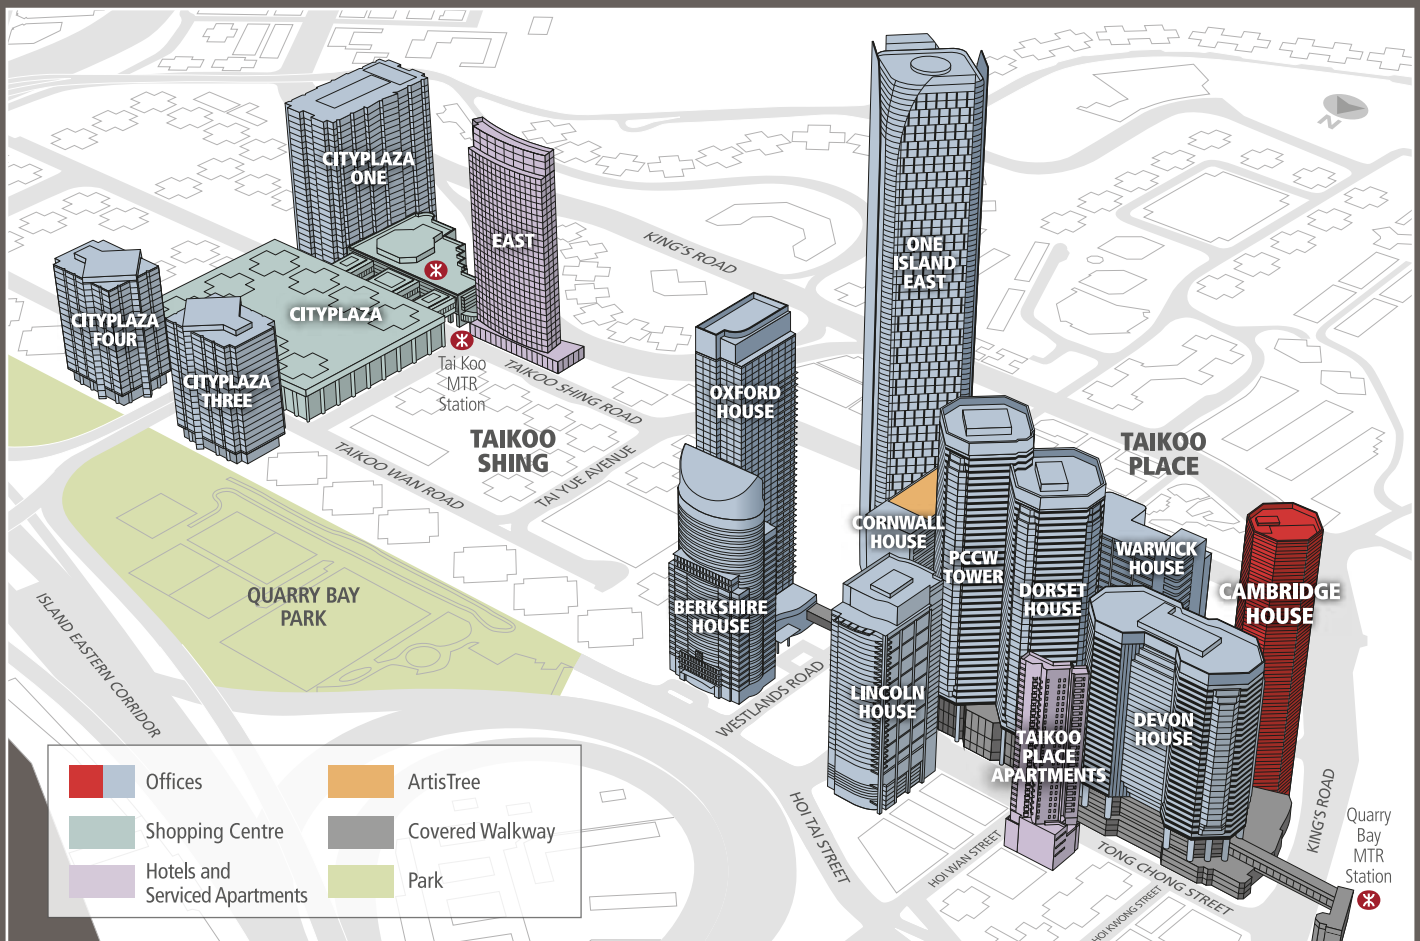 CITYPLAZA
ONE
EAST
CITYPLAZA
CITYPLAZA
FOUR
CITYPLAZA
THREE
Tai Koo
MTR
Station
TAIKOO
SHING
TAIKOO SHING ROAD
TAIKOO WAN ROAD
TAI YUE AVENUE
KING'S ROAD
QUARRY BAY
PARK
ISLAND EASTERN CORRIDOR
N
ONE
ISLAND
EAST
OXFORD
HOUSE
BERKSHIRE
HOUSE
WESTLANDS ROAD
CORNWALL
HOUSE
PCCW
TOWER
DORSET
HOUSE
TAIKOO
PLACE
WARWICK
HOUSE
CAMBRIDGE
HOUSE
LINCOLN
HOUSE
TAIKOO
PLACE
APARTMENTS
DEVON
HOUSE
HOI TAI STREET
HOI WAN STREET
TONG CHONG STREET
HOI KWONG STREET
KING'S ROAD
Quarry
Bay
MTR
Station
Offices
Shopping Centre
Hotels and
Serviced Apartments
ArtisTree
Covered Walkway
Park